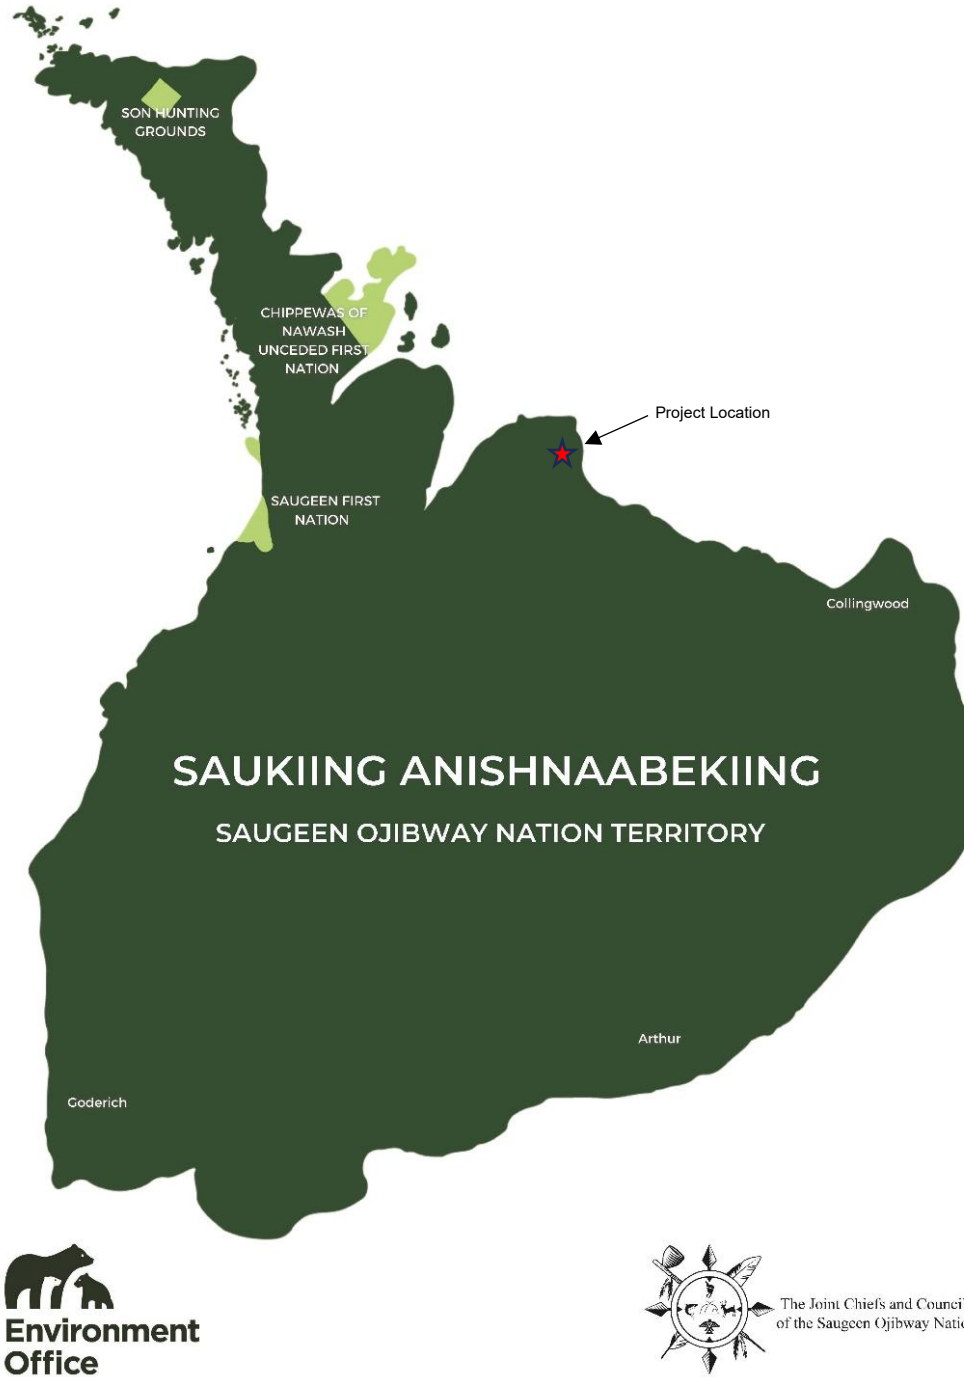 SON HUNTING
GROUNDS
CHIPPEWAS OF
NAWASH
UNCEDED FIRST
NATION
Project Location
SAUGEEN FIRST
NATION
Collingwood
SAUKIING ANISHNAABEKIING
SAUGEEN OJIBWAY NATION TERRITORY
Arthur
Goderich
Environment
Office
The Joint Chiefs and Council
of the Saugeen Ojibway Natio